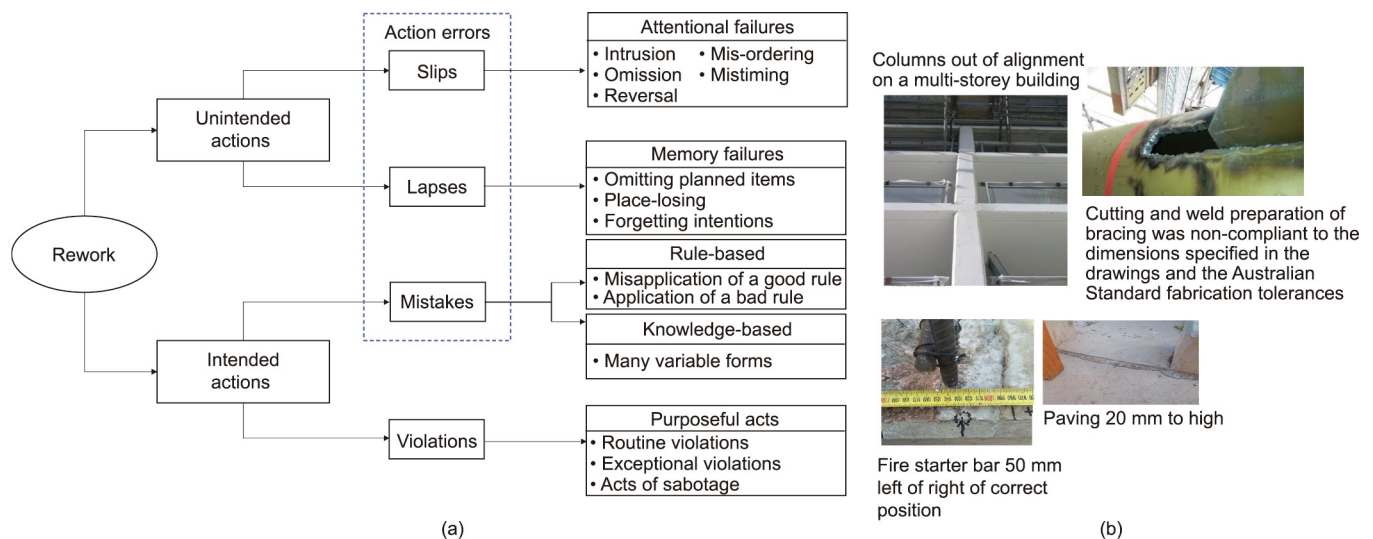 Rework
Unintended
actions
Intended
actions
Action errors
Slips
Lapses
Mistakes
Violations
Attentional failures
• Intrusion • Mis-ordering
• Omission • Mistiming
• Reversal
Memory failures
• Omitting planned items
• Place-losing
• Forgetting intentions
Rule-based
• Misapplication of a good rule
• Application of a bad rule
Knowledge-based
• Many variable forms
Purposeful acts
• Routine violations
• Exceptional violations
• Acts of sabotage
(a)
Columns out of alignment
on a multi-storey building
Cutting and weld preparation of
bracing was non-compliant to the
dimensions specified in the
drawings and the Australian
Standard fabrication tolerances
Fire starter bar 50 mm
left of right of correct
position
Paving 20 mm to high
(b)